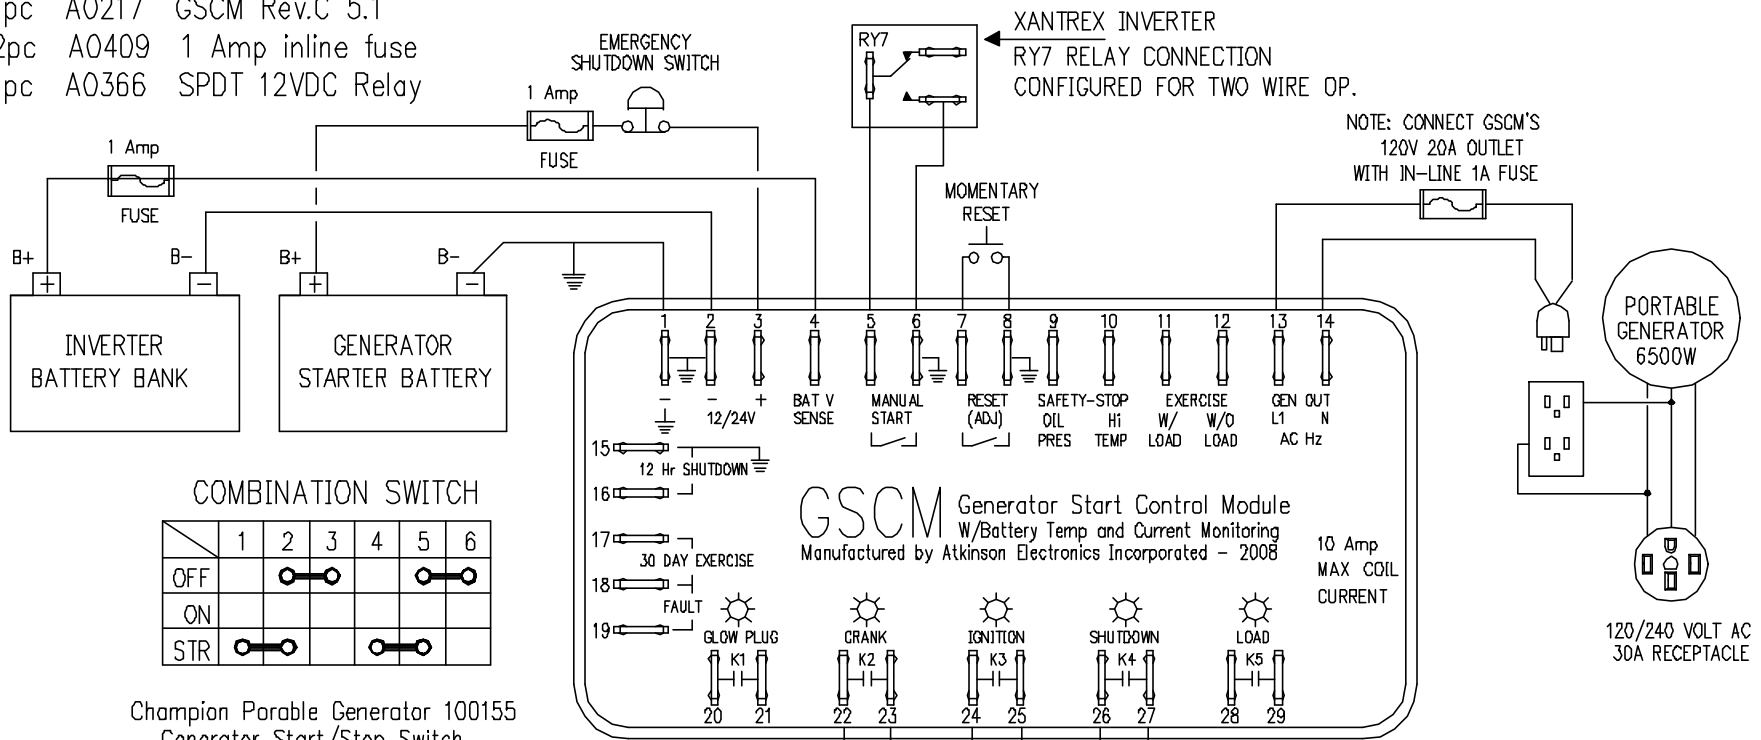 pc A0217 GSCM Rev.C 5.1
2pc A0409 1 Amp inline fuse
pc A0366 SPDT 12VDC Relay
EMERGENCY
SHUTDOWN SWITCH
1 Amp
FUSE
1 Amp
FUSE
RY7
XANTREX INVERTER
RY7 RELAY CONNECTION
CONFIGURED FOR TWO WIRE OP.
NOTE: CONNECT GSCM'S
120V 20A OUTLET
WITH IN-LINE 1A FUSE
MOMENTARY
RESET
B+ B- B+ B-
+ - + -
INVERTER
BATTERY BANK
GENERATOR
STARTER BATTERY
PORTABLE
GENERATOR
6500W
1 2 3 4 5 6 7 8 9 10 11 12 13 14
- - +
12/24V
BAT V
SENSE
MANUAL
START
RESET
(ADJ)
SAFETY-STOP
OIL
PRES
Hi
TEMP
EXERCISE
W/
LOAD
W/O
LOAD
GEN OUT
L1 N
AC Hz
15
12 Hr SHUTDOWN
16
17
30 DAY EXERCISE
18
FAULT
19
GSCM Generator Start Control Module
W/Battery Temp and Current Monitoring
Manufactured by Atkinson Electronics Incorporated - 2008
10 Amp
MAX COIL
CURRENT
GLOW PLUG
K1
CRANK
K2
IGNITION
K3
SHUTDOWN
K4
LOAD
K5
20 21 22 23 24 25 26 27 28 29
120/240 VOLT AC
30A RECEPTACLE
COMBINATION SWITCH
1 2 3 4 5 6
OFF
ON
STR
Champion Porable Generator 100155
Generator Start/Stop Switch